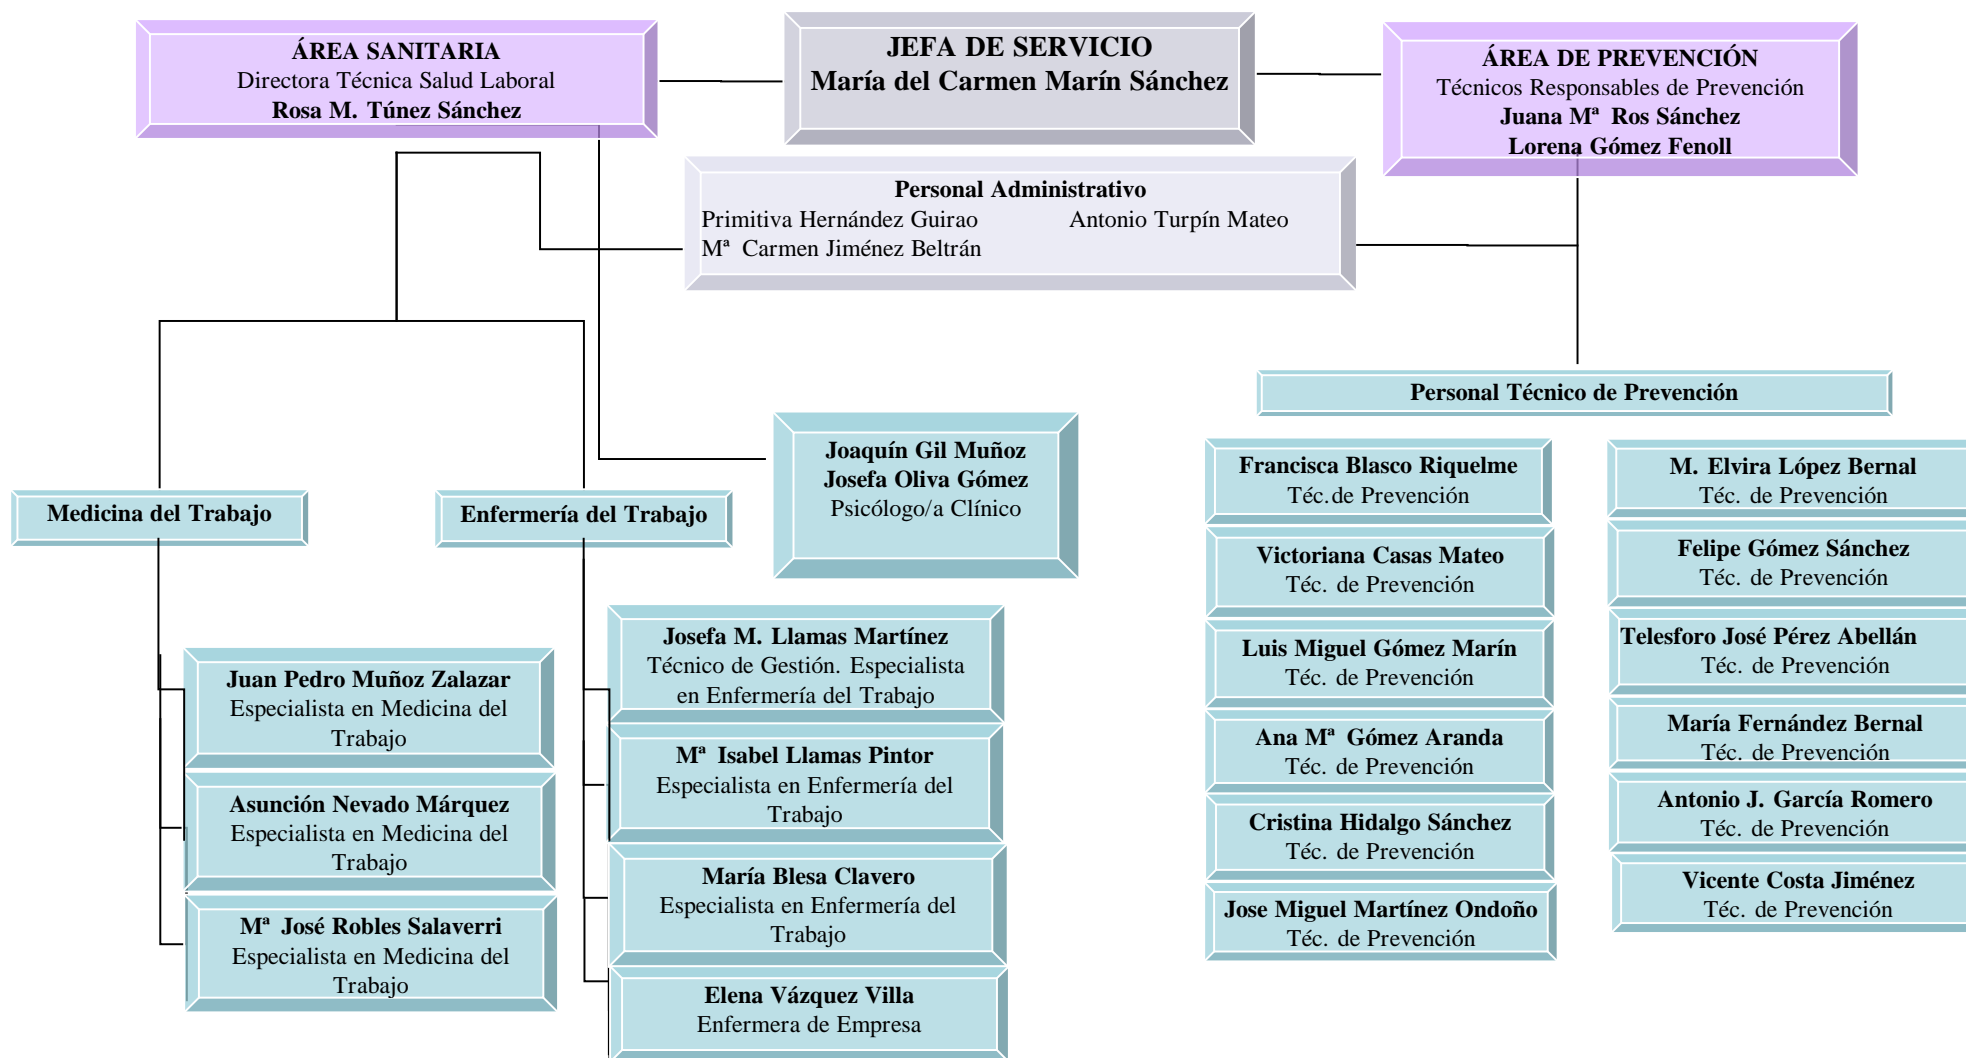 ÁREA SANITARIA
Directora Técnica Salud Laboral
Rosa M. Túnez Sánchez
JEFA DE SERVICIO
María del Carmen Marín Sánchez
ÁREA DE PREVENCIÓN
Técnicos Responsables de Prevención
Juana Mª Ros Sánchez
Lorena Gómez Fenoll
Personal Administrativo
Primitiva Hernández Guirao Antonio Turpín Mateo
Mª Carmen Jiménez Beltrán
Medicina del Trabajo
Juan Pedro Muñoz Zalazar
Especialista en Medicina del
Trabajo
Asunción Nevado Márquez
Especialista en Medicina del
Trabajo
Mª José Robles Salaverri
Especialista en Medicina del
Trabajo
Enfermería del Trabajo
Josefa M. Llamas Martínez
Técnico de Gestión. Especialista
en Enfermería del Trabajo
Mª Isabel Llamas Pintor
Especialista en Enfermería del
Trabajo
María Blesa Clavero
Especialista en Enfermería del
Trabajo
Elena Vázquez Villa
Enfermera de Empresa
Joaquín Gil Muñoz
Josefa Oliva Gómez
Psicólogo/a Clínico
Personal Técnico de Prevención
Francisca Blasco Riquelme
Téc.de Prevención
Victoriana Casas Mateo
Téc. de Prevención
Luis Miguel Gómez Marín
Téc. de Prevención
Ana Mª Gómez Aranda
Téc. de Prevención
Cristina Hidalgo Sánchez
Téc. de Prevención
Jose Miguel Martínez Ondoño
Téc. de Prevención
M. Elvira López Bernal
Téc. de Prevención
Felipe Gómez Sánchez
Téc. de Prevención
Telesforo José Pérez Abellán
Téc. de Prevención
María Fernández Bernal
Téc. de Prevención
Antonio J. García Romero
Téc. de Prevención
Vicente Costa Jiménez
Téc. de Prevención